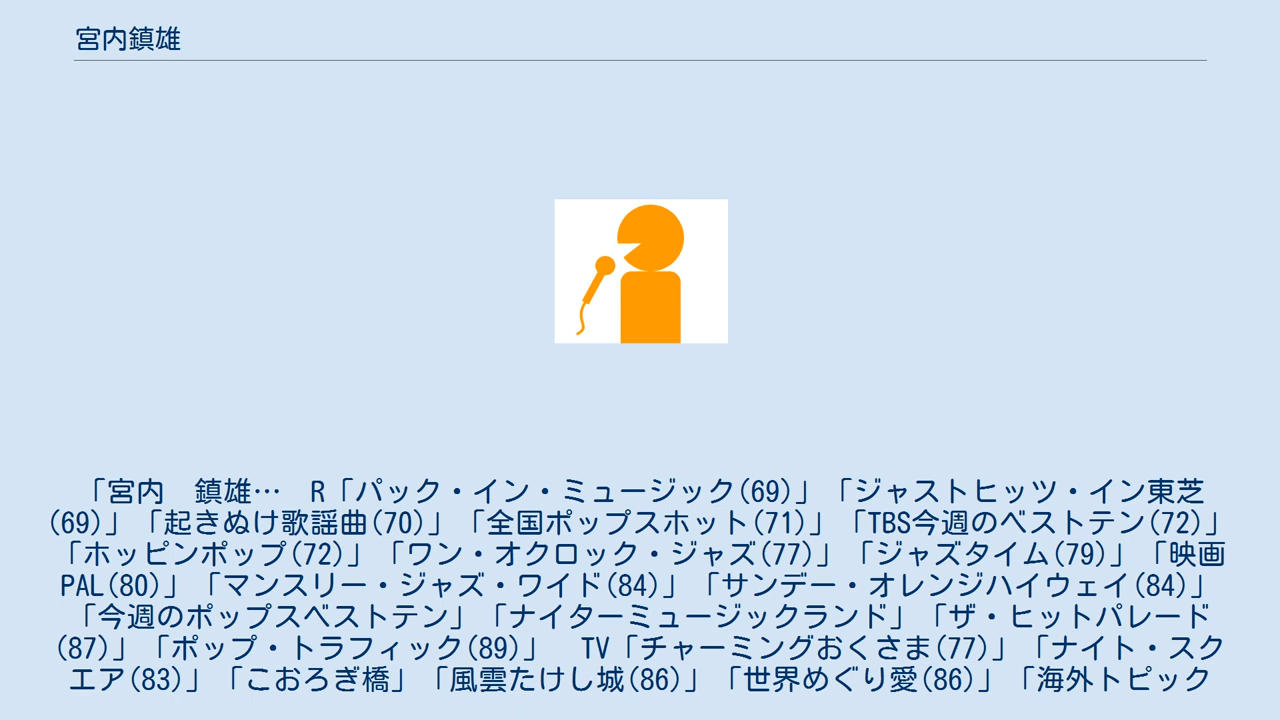 宮内鎮雄
「宮内　鎮雄…　R「パック・イン・ミュージック(69)」「ジャストヒッツ・イン東芝
(69)」「起きぬけ歌謡曲(70)」「全国ポップスホット(71)」「TBS今週のベストテン(72)」
「ホッピンポップ(72)」「ワン・オクロック・ジャズ(77)」「ジャズタイム(79)」「映画
PAL(80)」「マンスリー・ジャズ・ワイド(84)」「サンデー・オレンジハイウェイ(84)」
「今週のポップスベストテン」「ナイターミュージックランド」「ザ・ヒットパレード
(87)」「ポップ・トラフィック(89)」　TV「チャーミングおくさま(77)」「ナイト・スク
エア(83)」「こおろぎ橋」「風雲たけし城(86)」「世界めぐり愛(86)」「海外トピック